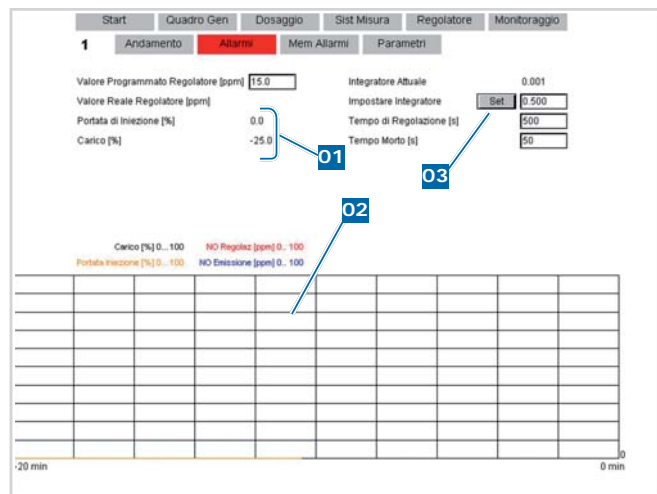 Start Quadro Gen Dosaggio Sist Misura Regolatore Monitoraggio
1 Andamento Allarmi Mem Allarmi Parametri
Valore Programmato Regolatore [ppm] 15.0 Integratore Attuale 0.001
Valore Reale Regolatore [ppm] Impostare Integratore Set 0.500
Portata di Iniezione [%] 0.0 Tempo di Regolazione [s] 500
Carico [%] -25.0 Tempo Morto [s] 50
01
03
02
Carico [%] 0... 100 NO Regolaz [ppm] 0.. 100
Portata Iniezione [%] 0... 100 NO Emissione [ppm] 0.. 100
0
-20 min 0 min